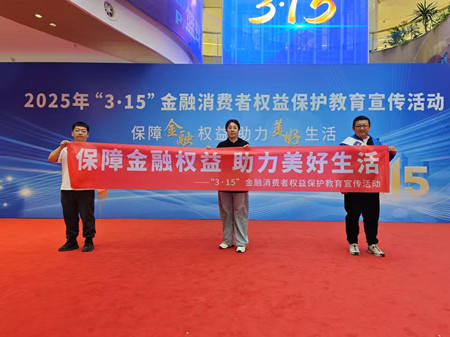 3·15
2025年“3·15”金融消费者权益保护教育宣传活动
保障金融权益 助力美好生活
保障金融权益 助力美好生活
——“3·15”金融消费者权益保护教育宣传活动
15